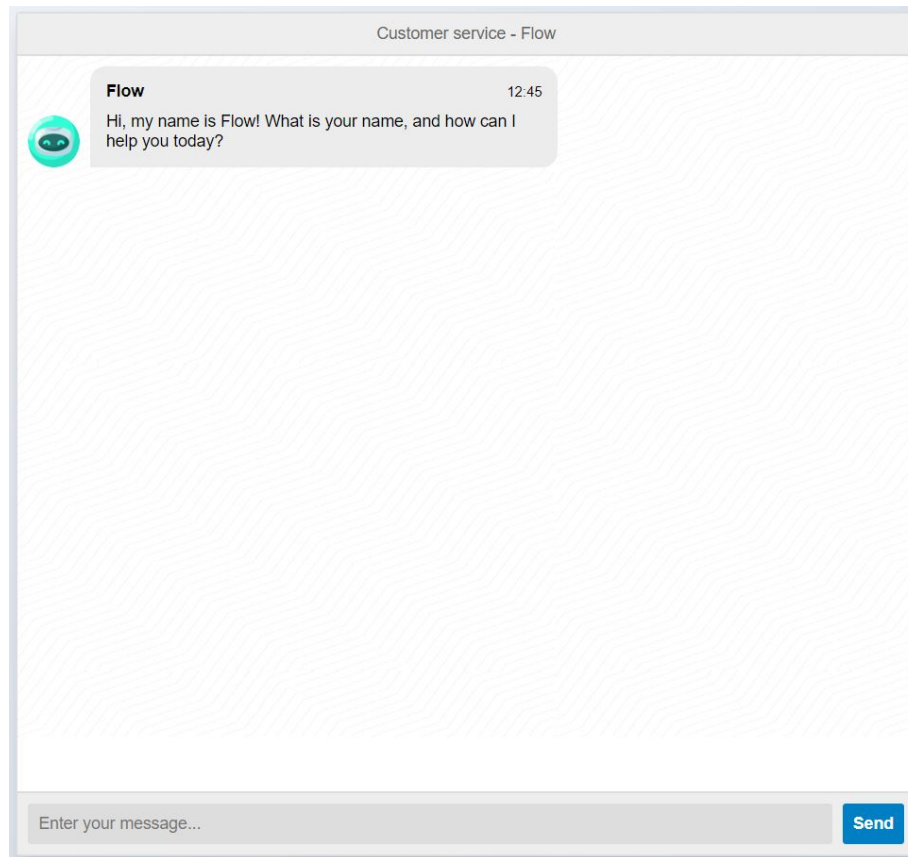 Customer service - Flow
Flow 12:45
Hi, my name is Flow! What is your name, and how can I
help you today?
Enter your message...
Send